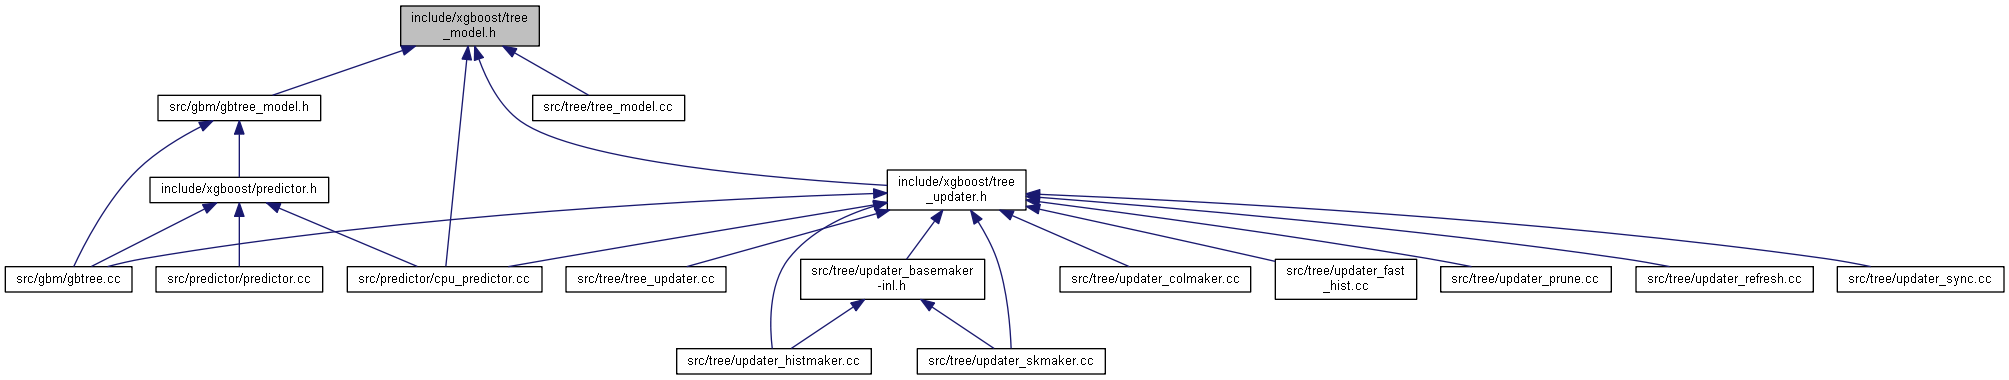 include/xgboost/tree
_model.h
src/gbm/gbtree_model.h
src/tree/tree_model.cc
include/xgboost/predictor.h
include/xgboost/tree
_updater.h
src/gbm/gbtree.cc
src/predictor/predictor.cc
src/predictor/cpu_predictor.cc
src/tree/tree_updater.cc
src/tree/updater_basemaker
-inl.h
src/tree/updater_colmaker.cc
src/tree/updater_fast
_hist.cc
src/tree/updater_prune.cc
src/tree/updater_refresh.cc
src/tree/updater_sync.cc
src/tree/updater_histmaker.cc
src/tree/updater_skmaker.cc